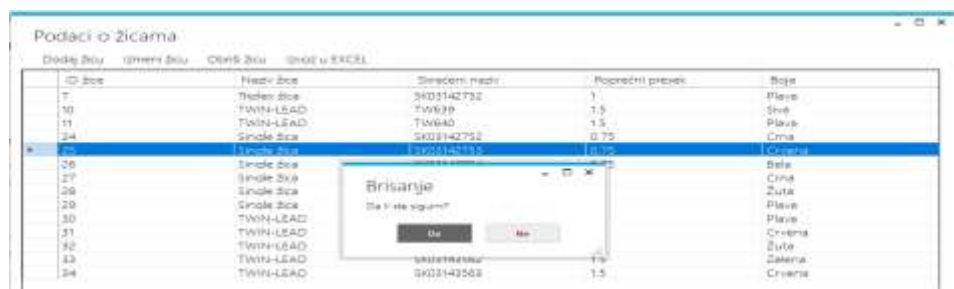 Podaci o žicama
Dodaj žicu Izmeni žicu Obriši žicu Izvoz u EXCEL
ID žice Naziv žice Skraćeni naziv Poprečni presek Boja
7 žica SK03142752 1 Plava
10 TWIN-LEAD TW639 1.5 Siva
11 TWIN-LEAD TW640 1.5 Plava
24 Single žica SK03142752 0.75 Crna
25 Single žica SK03142753 0.75 Crvena
26 Single žica Bela
27 Single žica Crna
28 Single žica Žuta
29 Single žica Plava
30 TWIN-LEAD Plava
31 TWIN-LEAD Crvena
32 TWIN-LEAD Žuta
33 TWIN-LEAD 1.5 Zelena
34 TWIN-LEAD SK03143563 1.5 Crvena
Brisanje
Da li ste sigurni?
Da Ne